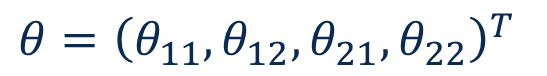 θ = (θ₁₁, θ₁₂, θ₂₁, θ₂₂)ᵀ